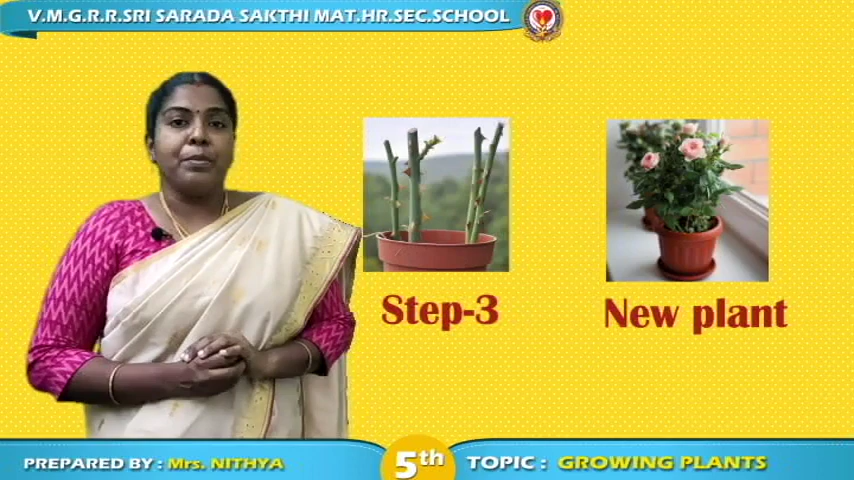 V.M.G.R.R.SRI SARADA SAKTHI MAT.HR.SEC.SCHOOL
Step-3
New plant
PREPARED BY : Mrs. NITHYA
5th
TOPIC : GROWING PLANTS